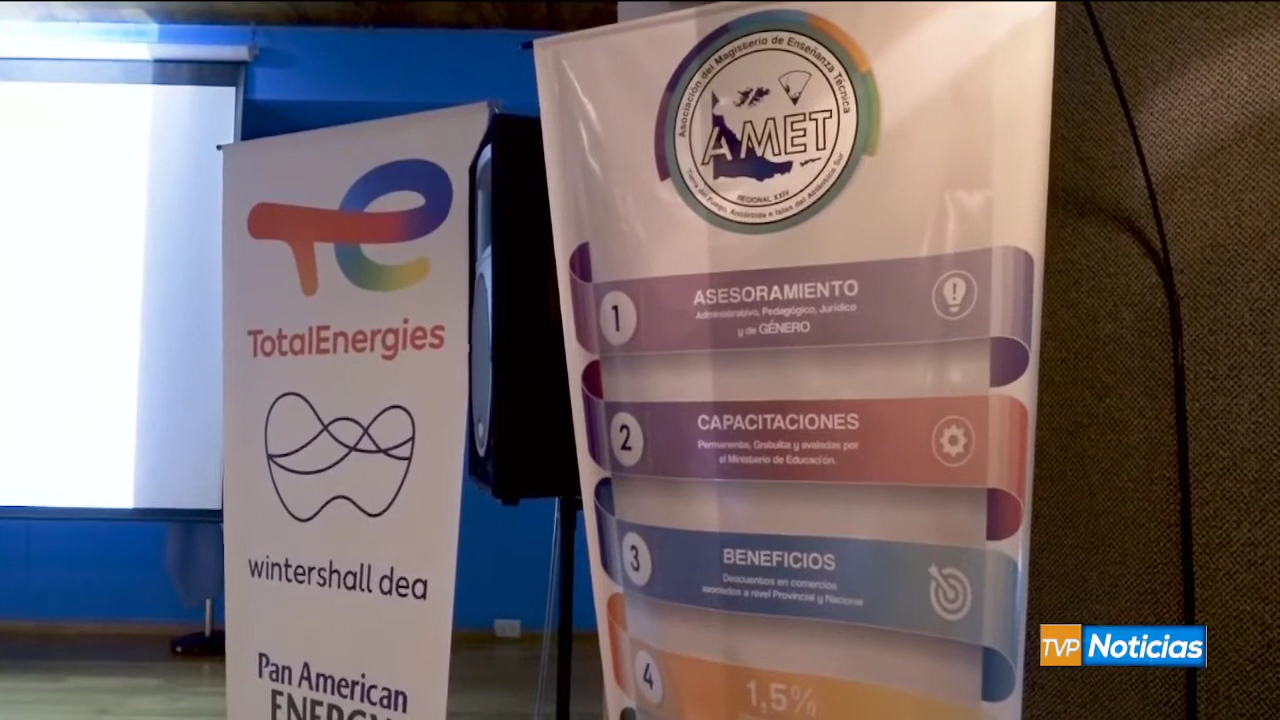 TotalEnergies
wintershall dea
Pan American
ENERGY
Asociación del Magisterio de Enseñanza Técnica
AMET
REGIONAL XXIV
Tierra del Fuego, Antártida e Islas del Atlántico Sur
1
ASESORAMIENTO
Administrativo, Pedagógico, Jurídico
y de GÉNERO
2
CAPACITACIONES
Permanente, Gratuita y avaladas por
el Ministerio de Educación.
3
BENEFICIOS
Descuentos en comercios
asociados a nivel Provincial y Nacional
4
1,5%
TVP Noticias